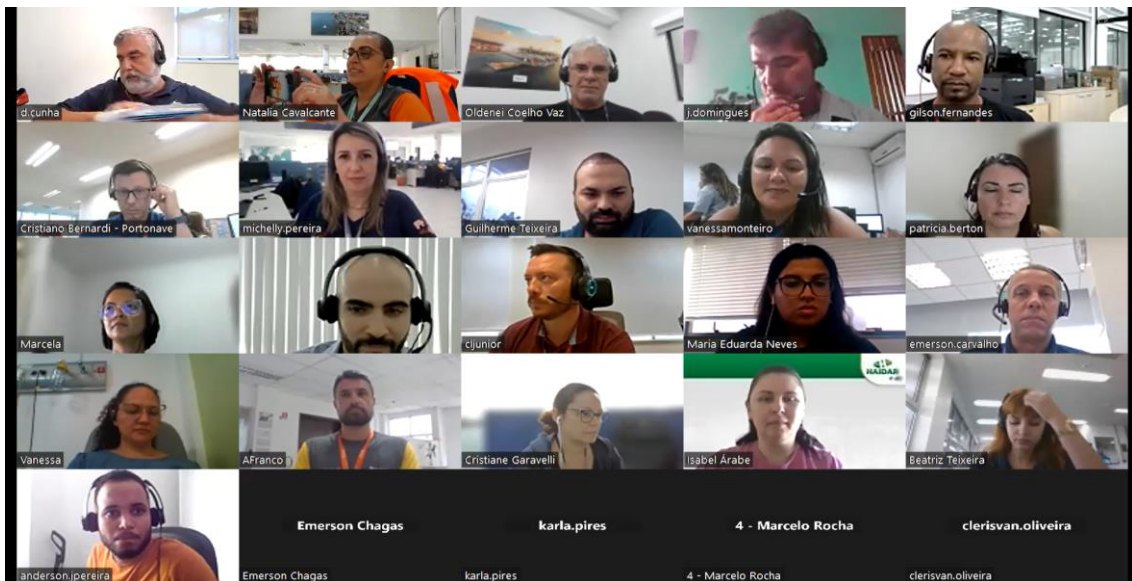 d.cunha
Natalia Cavalcante
Oldenei Coelho Vaz
j.domingues
gilson.fernandes
Cristiano Bernardi - Portonave
michelly.pereira
Guilherme Teixeira
vanessamonteiro
patricia.berton
Marcela
cljunior
Maria Eduarda Neves
emerson.carvalho
HAIDAR
Vanessa
AFranco
Cristiane Garavelli
Isabel Árabe
Beatriz Teixeira
Emerson Chagas
karla.pires
4 - Marcelo Rocha
clerisvan.oliveira
anderson.jpereira
Emerson Chagas
karla.pires
4 - Marcelo Rocha
clerisvan.oliveira